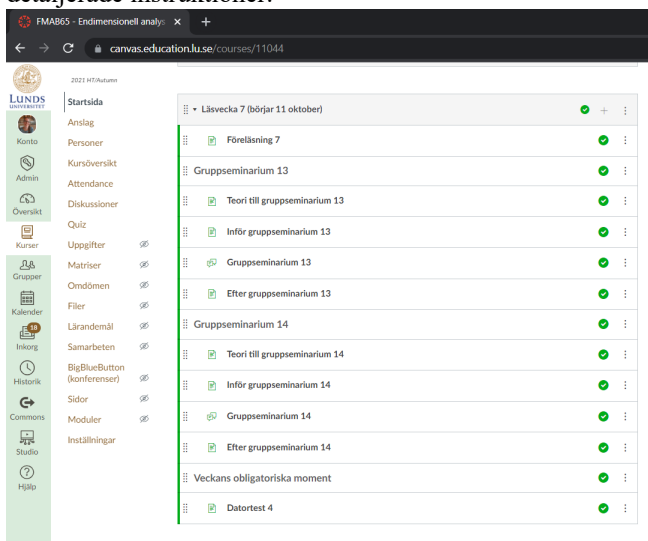 detaljerade instruktioner.
FMAB65 - Endimensionell analys
canvas.education.lu.se/courses/11044
2021 HT/Autumn
LUNDS
UNIVERSITET
Konto
Admin
Översikt
Kurser
Grupper
Kalender
18
Inkorg
Historik
Commons
Studio
Hjälp
Startsida
Anslag
Personer
Kursöversikt
Attendance
Diskussioner
Quiz
Uppgifter
Matriser
Omdömen
Filer
Lärandemål
Samarbeten
BigBlueButton
(konferenser)
Sidor
Moduler
Inställningar
Läsvecka 7 (börjar 11 oktober)
Föreläsning 7
Gruppseminarium 13
Teori till gruppseminarium 13
Inför gruppseminarium 13
Gruppseminarium 13
Efter gruppseminarium 13
Gruppseminarium 14
Teori till gruppseminarium 14
Inför gruppseminarium 14
Gruppseminarium 14
Efter gruppseminarium 14
Veckans obligatoriska moment
Datortest 4